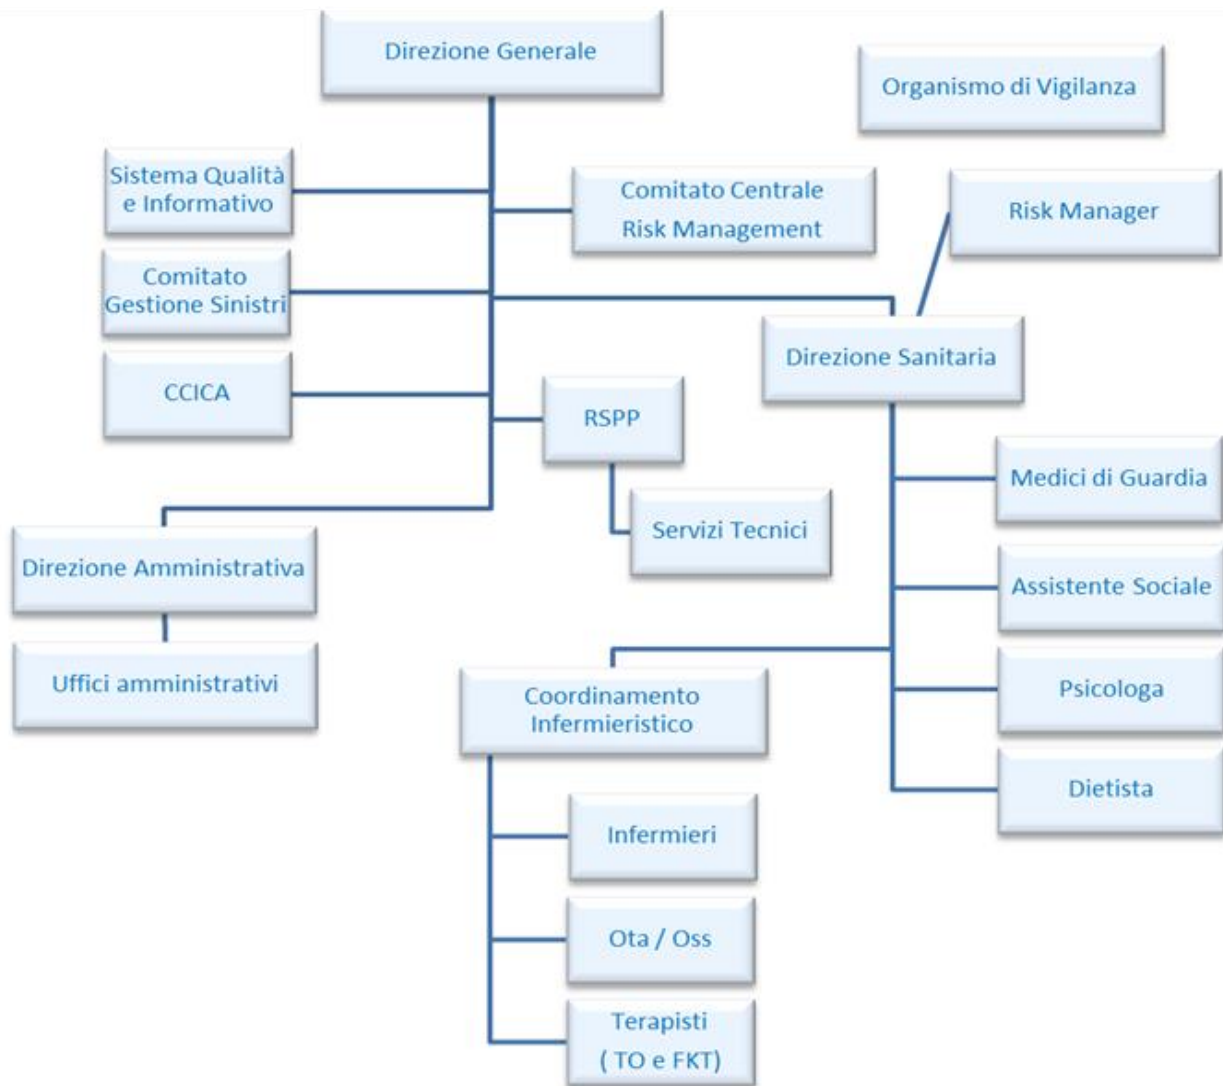 Direzione Generale
Organismo di Vigilanza
Sistema Qualità
e Informativo
Comitato Centrale
Risk Management
Risk Manager
Comitato
Gestione Sinistri
Direzione Sanitaria
CCICA
RSPP
Medici di Guardia
Servizi Tecnici
Direzione Amministrativa
Assistente Sociale
Uffici amministrativi
Coordinamento
Infermieristico
Psicologa
Dietista
Infermieri
Ota / Oss
Terapisti
( TO e FKT)